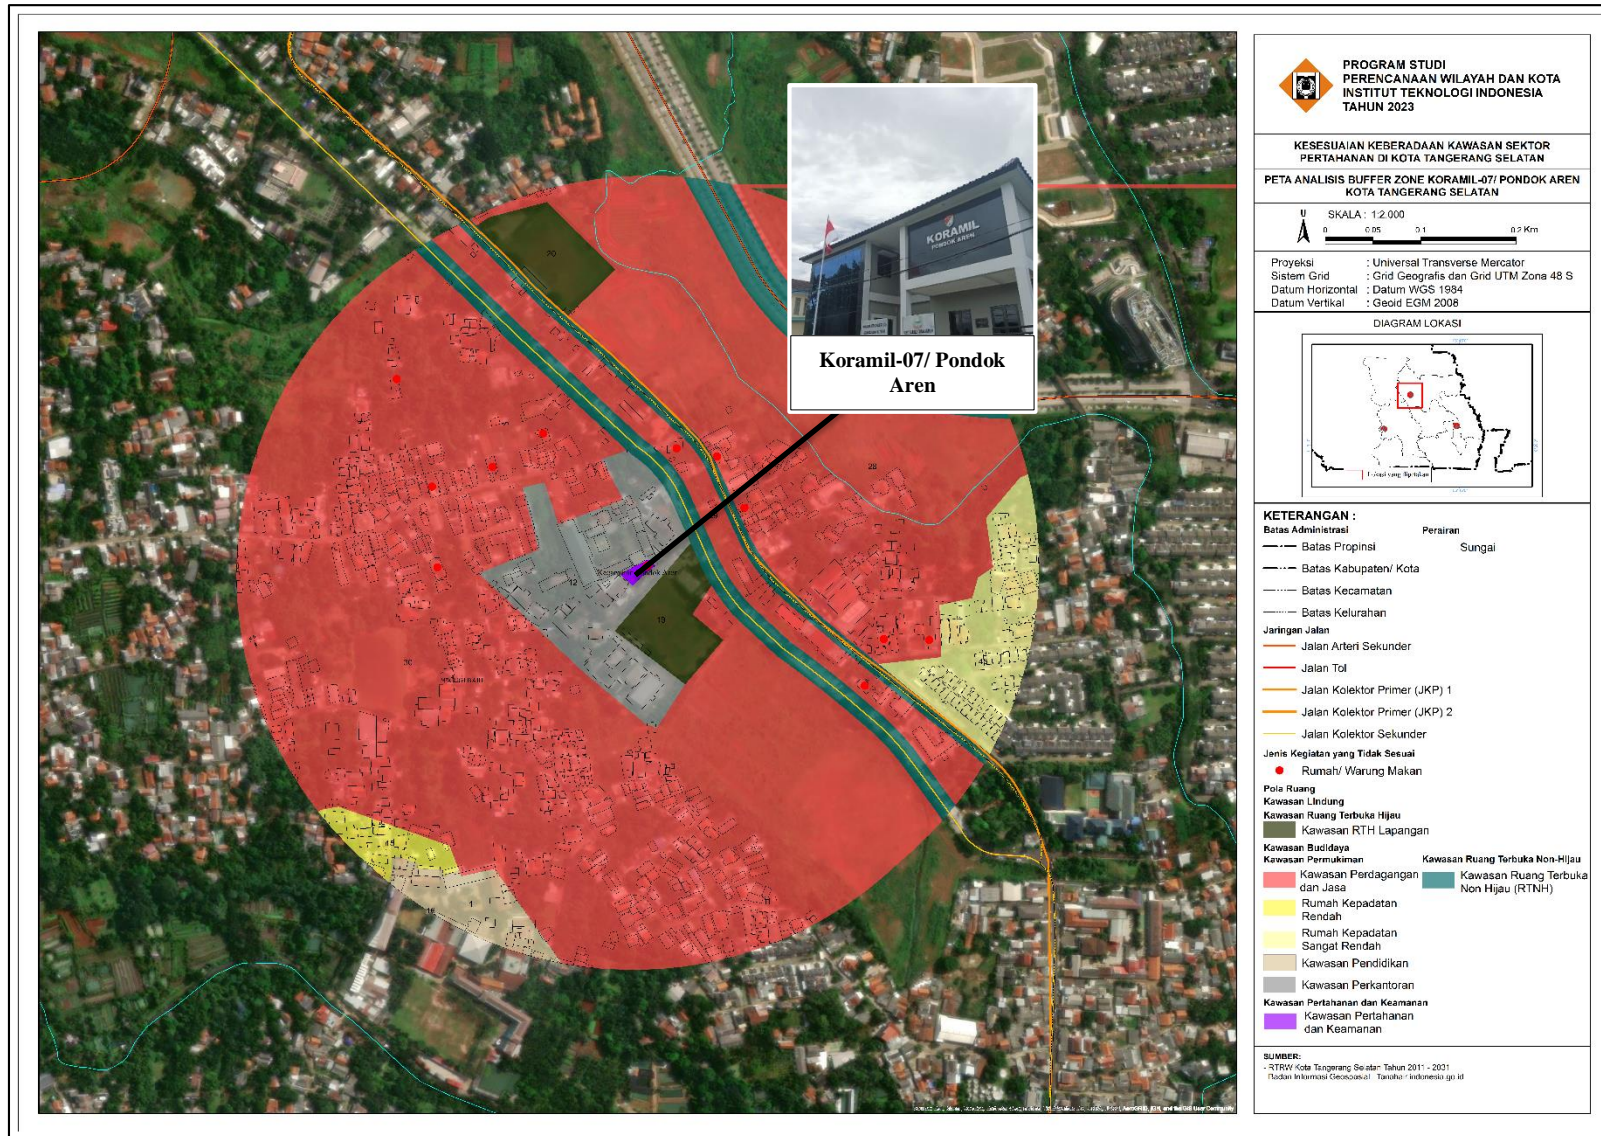 PROGRAM STUDI
PERENCANAAN WILAYAH DAN KOTA
INSTITUT TEKNOLOGI INDONESIA
TAHUN 2023
KESESUAIAN KEBERADAAN KAWASAN SEKTOR
PERTAHANAN DI KOTA TANGERANG SELATAN
PETA ANALISIS BUFFER ZONE KORAMIL-07/ PONDOK AREN
KOTA TANGERANG SELATAN
U
SKALA : 1:2.000
0 0.05 0.1 0.2 Km
Proyeksi : Universal Transverse Mercator
Sistem Grid : Grid Geografis dan Grid UTM Zona 48 S
Datum Horizontal : Datum WGS 1984
Datum Vertikal : Geoid EGM 2008
DIAGRAM LOKASI
KETERANGAN :
Batas Administrasi Perairan
Batas Propinsi Sungai
Batas Kabupaten/ Kota
Batas Kecamatan
Batas Kelurahan
Jaringan Jalan
Jalan Arteri Sekunder
Jalan Tol
Jalan Kolektor Primer (JKP) 1
Jalan Kolektor Primer (JKP) 2
Jalan Kolektor Sekunder
Jenis Kegiatan yang Tidak Sesuai
Rumah/ Warung Makan
Pola Ruang
Kawasan Lindung
Kawasan Ruang Terbuka Hijau
Kawasan RTH Lapangan
Kawasan Budidaya
Kawasan Permukiman Kawasan Ruang Terbuka Non-Hijau
Kawasan Perdagangan Kawasan Ruang Terbuka
dan Jasa Non Hijau (RTNH)
Rumah Kepadatan
Rendah
Rumah Kepadatan
Sangat Rendah
Kawasan Pendidikan
Kawasan Perkantoran
Kawasan Pertahanan dan Keamanan
Kawasan Pertahanan
dan Keamanan
SUMBER:
- RTRW Kota Tangerang Selatan Tahun 2011 - 2031
KORAMIL
PONDOK AREN
Koramil-07/ Pondok
Aren
20
28
12
19
30
1
16